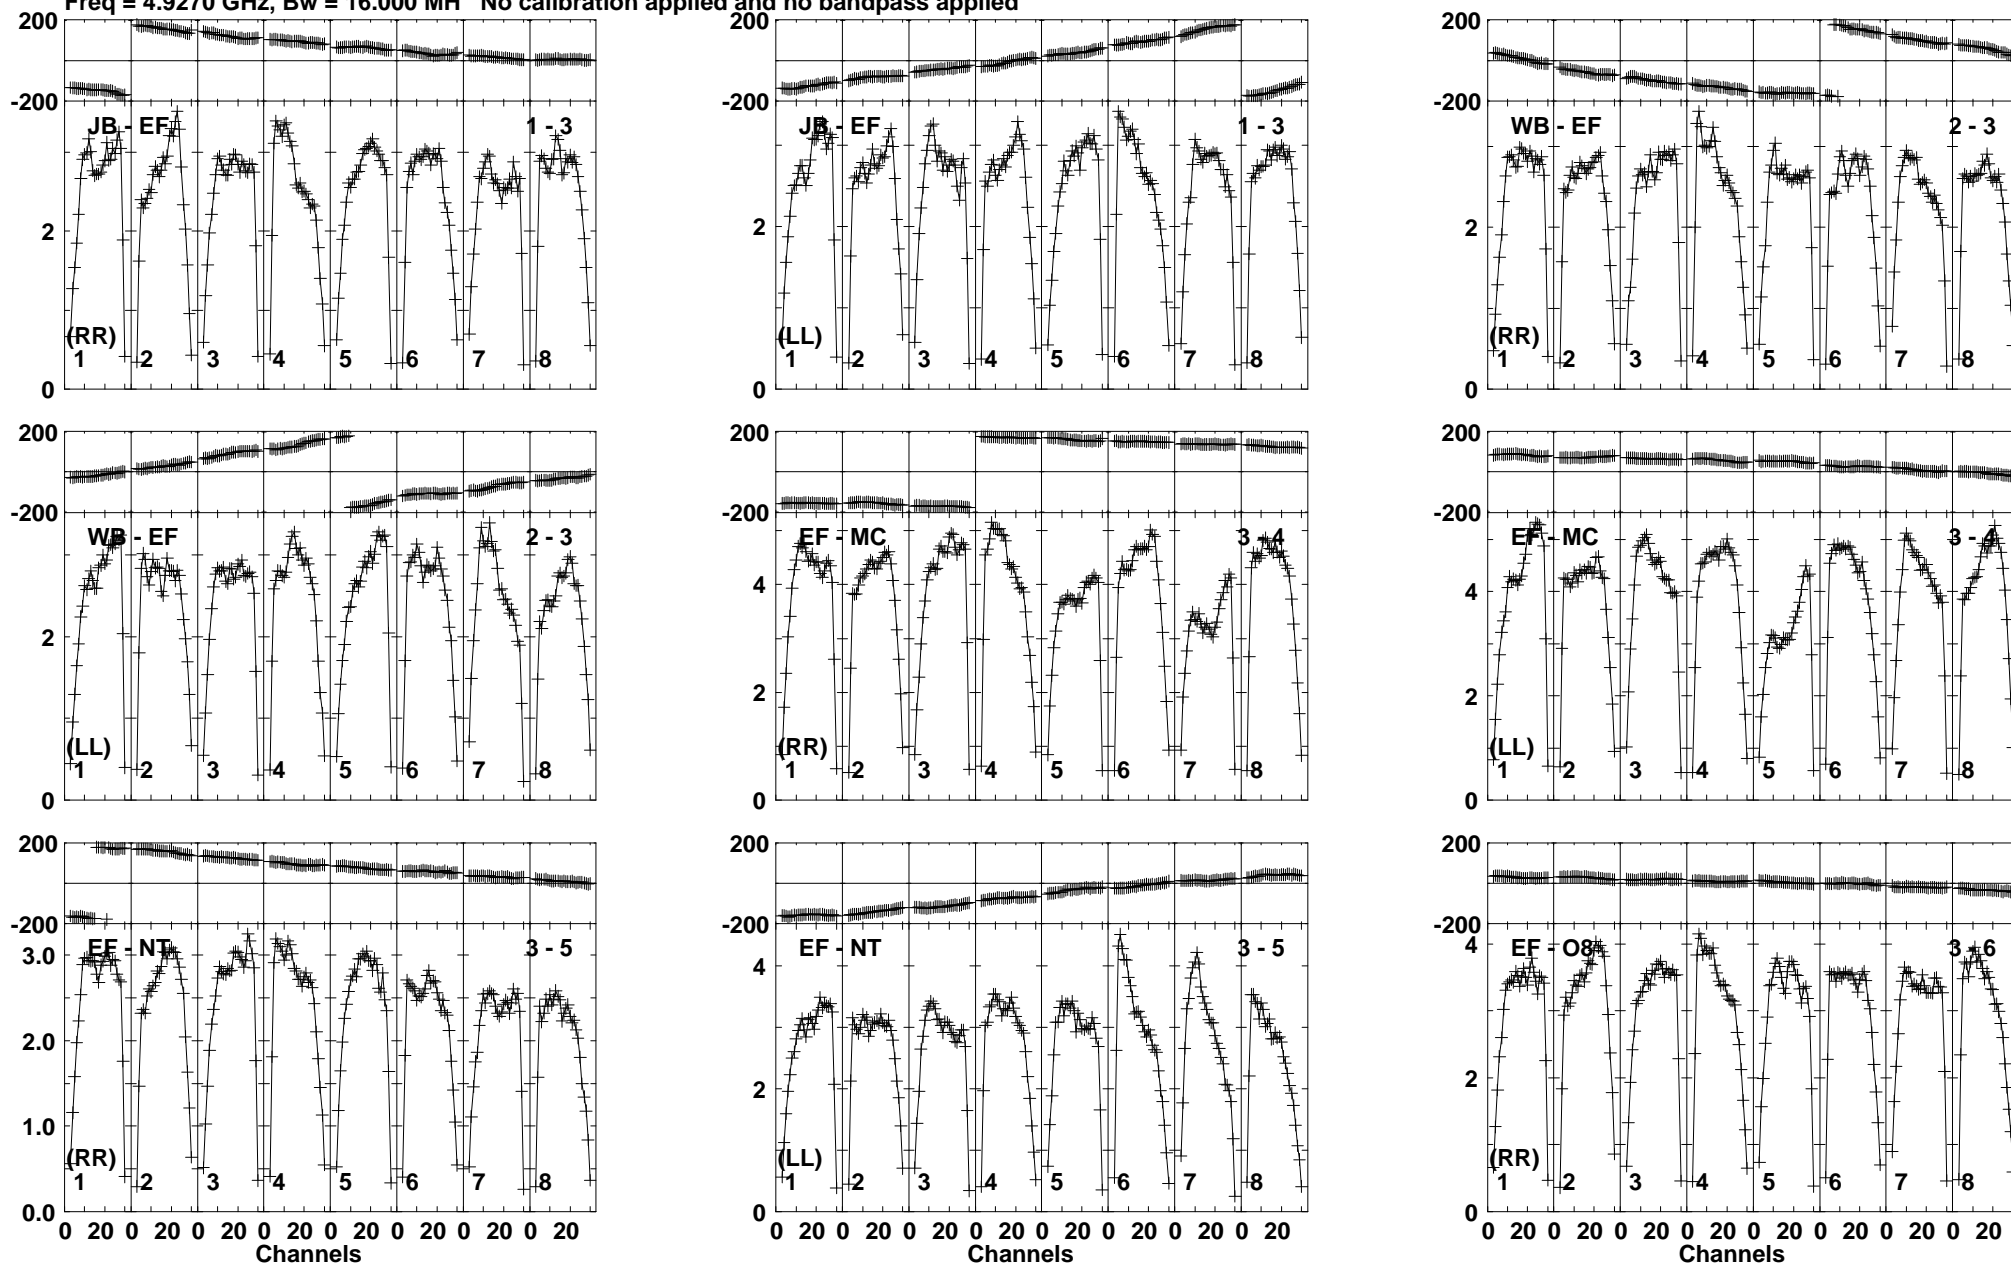 Freq = 4.9270 GHz, Bw = 16.000 MH No calibration applied and no bandpass applied
200
-200
JB - EF 1 - 3
2
(RR)
1 2 3 4 5 6 7 8
0
200
-200
JB - EF 1 - 3
2
(LL)
1 2 3 4 5 6 7 8
0
200
-200
WB - EF 2 - 3
2
(RR)
1 2 3 4 5 6 7 8
0
200
-200
WB - EF 2 - 3
2
(LL)
1 2 3 4 5 6 7 8
0
200
-200
EF - MC 3 - 4
4
2
(RR)
1 2 3 4 5 6 7 8
0
200
-200
EF - MC 3 - 4
4
2
(LL)
1 2 3 4 5 6 7 8
0
200
-200
EF - NT 3 - 5
3.0
2.0
1.0
(RR)
1 2 3 4 5 6 7 8
0.0
0 20 0 20 0 20 0 20 0 20 0 20 0 20 0 20
Channels
200
-200
EF - NT 3 - 5
4
2
(LL)
1 2 3 4 5 6 7 8
0
0 20 0 20 0 20 0 20 0 20 0 20 0 20 0 20
Channels
200
-200
EF - O8 3 - 6
4
2
(RR)
1 2 3 4 5 6 7 8
0
0 20 0 20 0 20 0 20 0 20 0 20 0 20 0 20
Channels